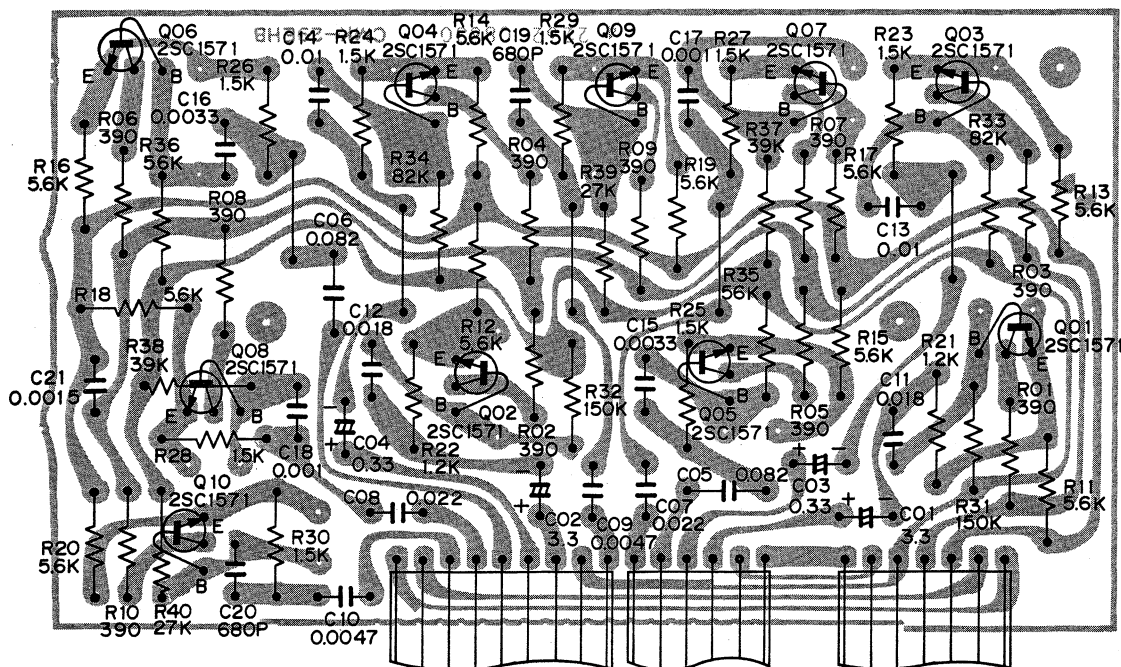 Q06
2SC1571
E
B
R26
1.5K
C16
0.0033
R06
390
R36
56K
R16
5.6K
R08
390
C14
0.01
R24
1.5K
Q04
2SC1571
E
B
R14
5.6K
C19
680P
R29
1.5K
Q09
2SC1571
E
B
C17
0.001
R27
1.5K
Q07
2SC1571
E
B
R23
1.5K
Q03
2SC1571
E
B
R34
82K
R04
390
R39
27K
R09
390
R19
5.6K
R37
39K
R07
390
R17
5.6K
R33
82K
R13
5.6K
C13
0.01
C06
0.082
R03
390
R18
5.6K
C12
0.018
R12
5.6K
C15
0.0033
R25
1.5K
R35
56K
R15
5.6K
R21
1.2K
Q01
2SC1571
B
E
R38
39K
Q08
2SC1571
E
B
C21
0.0015
E
B
Q02
2SC1571
R32
150K
E
B
Q05
2SC1571
R05
390
C11
0.018
R01
390
R28
1.5K
C18
0.001
-
+
C04
0.33
R22
1.2K
R02
390
Q10
2SC1571
E
B
C08
0.022
-
+
C02
3.3
C09
0.0047
C07
0.022
C05
0.082
+
-
C03
0.33
+
-
C01
3.3
R31
150K
R11
5.6K
R20
5.6K
R30
1.5K
R10
390
R40
27K
C20
680P
C10
0.0047